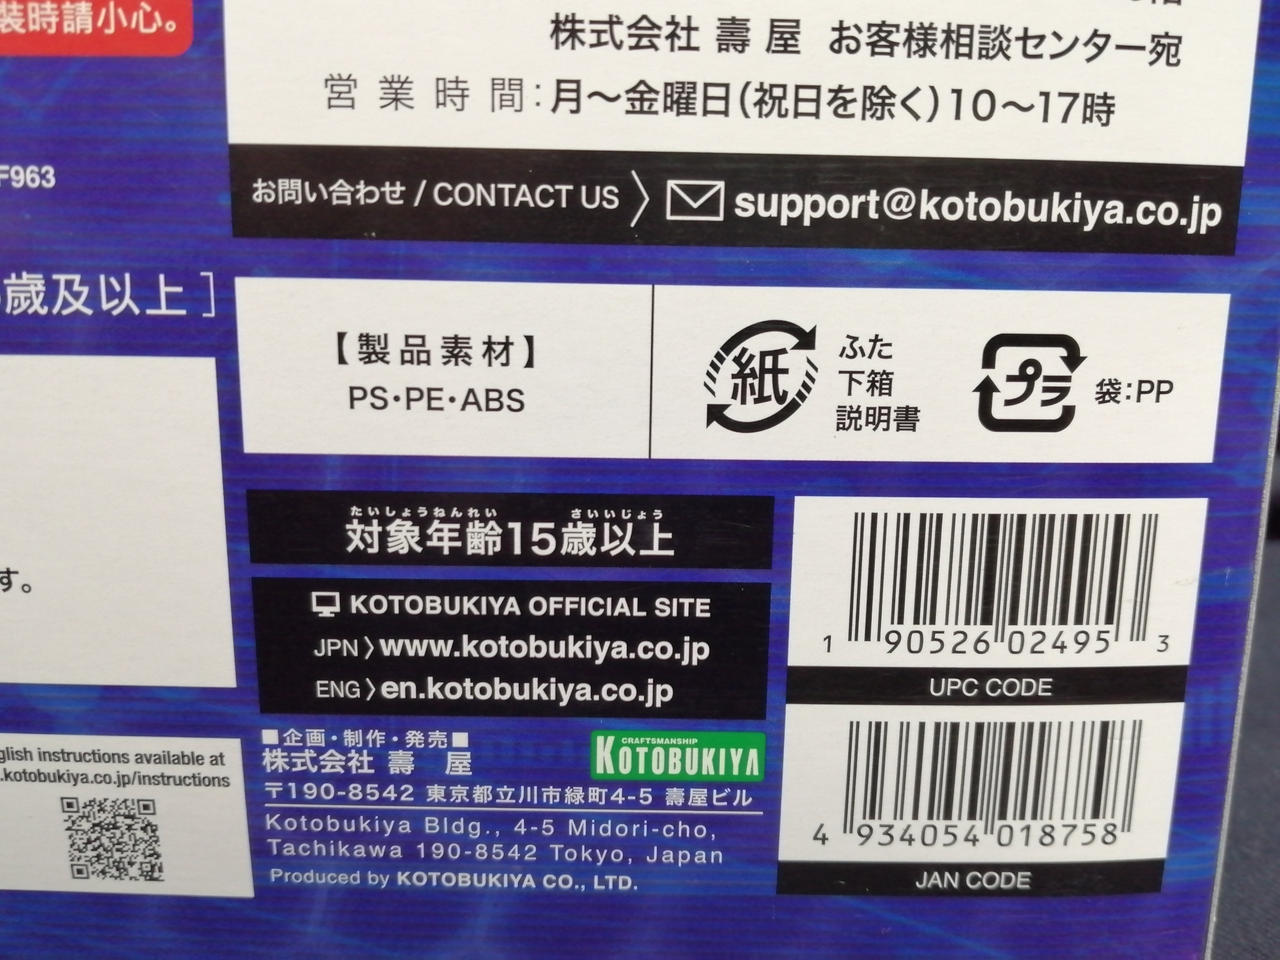 裝時請小心。
株式会社 壽屋 お客様相談センター宛
営業時間:月〜金曜日(祝日を除く)10〜17時
F963
お問い合わせ / CONTACT US 〉 support@kotobukiya.co.jp
歳及以上］
【製品素材】
PS・PE・ABS
紙
ふた
下箱
説明書
プラ
袋:PP
たいしょうねんれい さいいじょう
対象年齢15歳以上
す。
KOTOBUKIYA OFFICIAL SITE
JPN 〉www.kotobukiya.co.jp
ENG 〉en.kotobukiya.co.jp
1 90526 02495 3
UPC CODE
■企画・制作・発売■
株式会社 壽 屋
CRAFTSMANSHIP
KOTOBUKIYA
〒190-8542 東京都立川市緑町4-5 壽屋ビル
Kotobukiya Bldg., 4-5 Midori-cho,
Tachikawa 190-8542 Tokyo, Japan
Produced by KOTOBUKIYA CO., LTD.
glish instructions available at
.kotobukiya.co.jp/instructions
4 934054 018758
JAN CODE